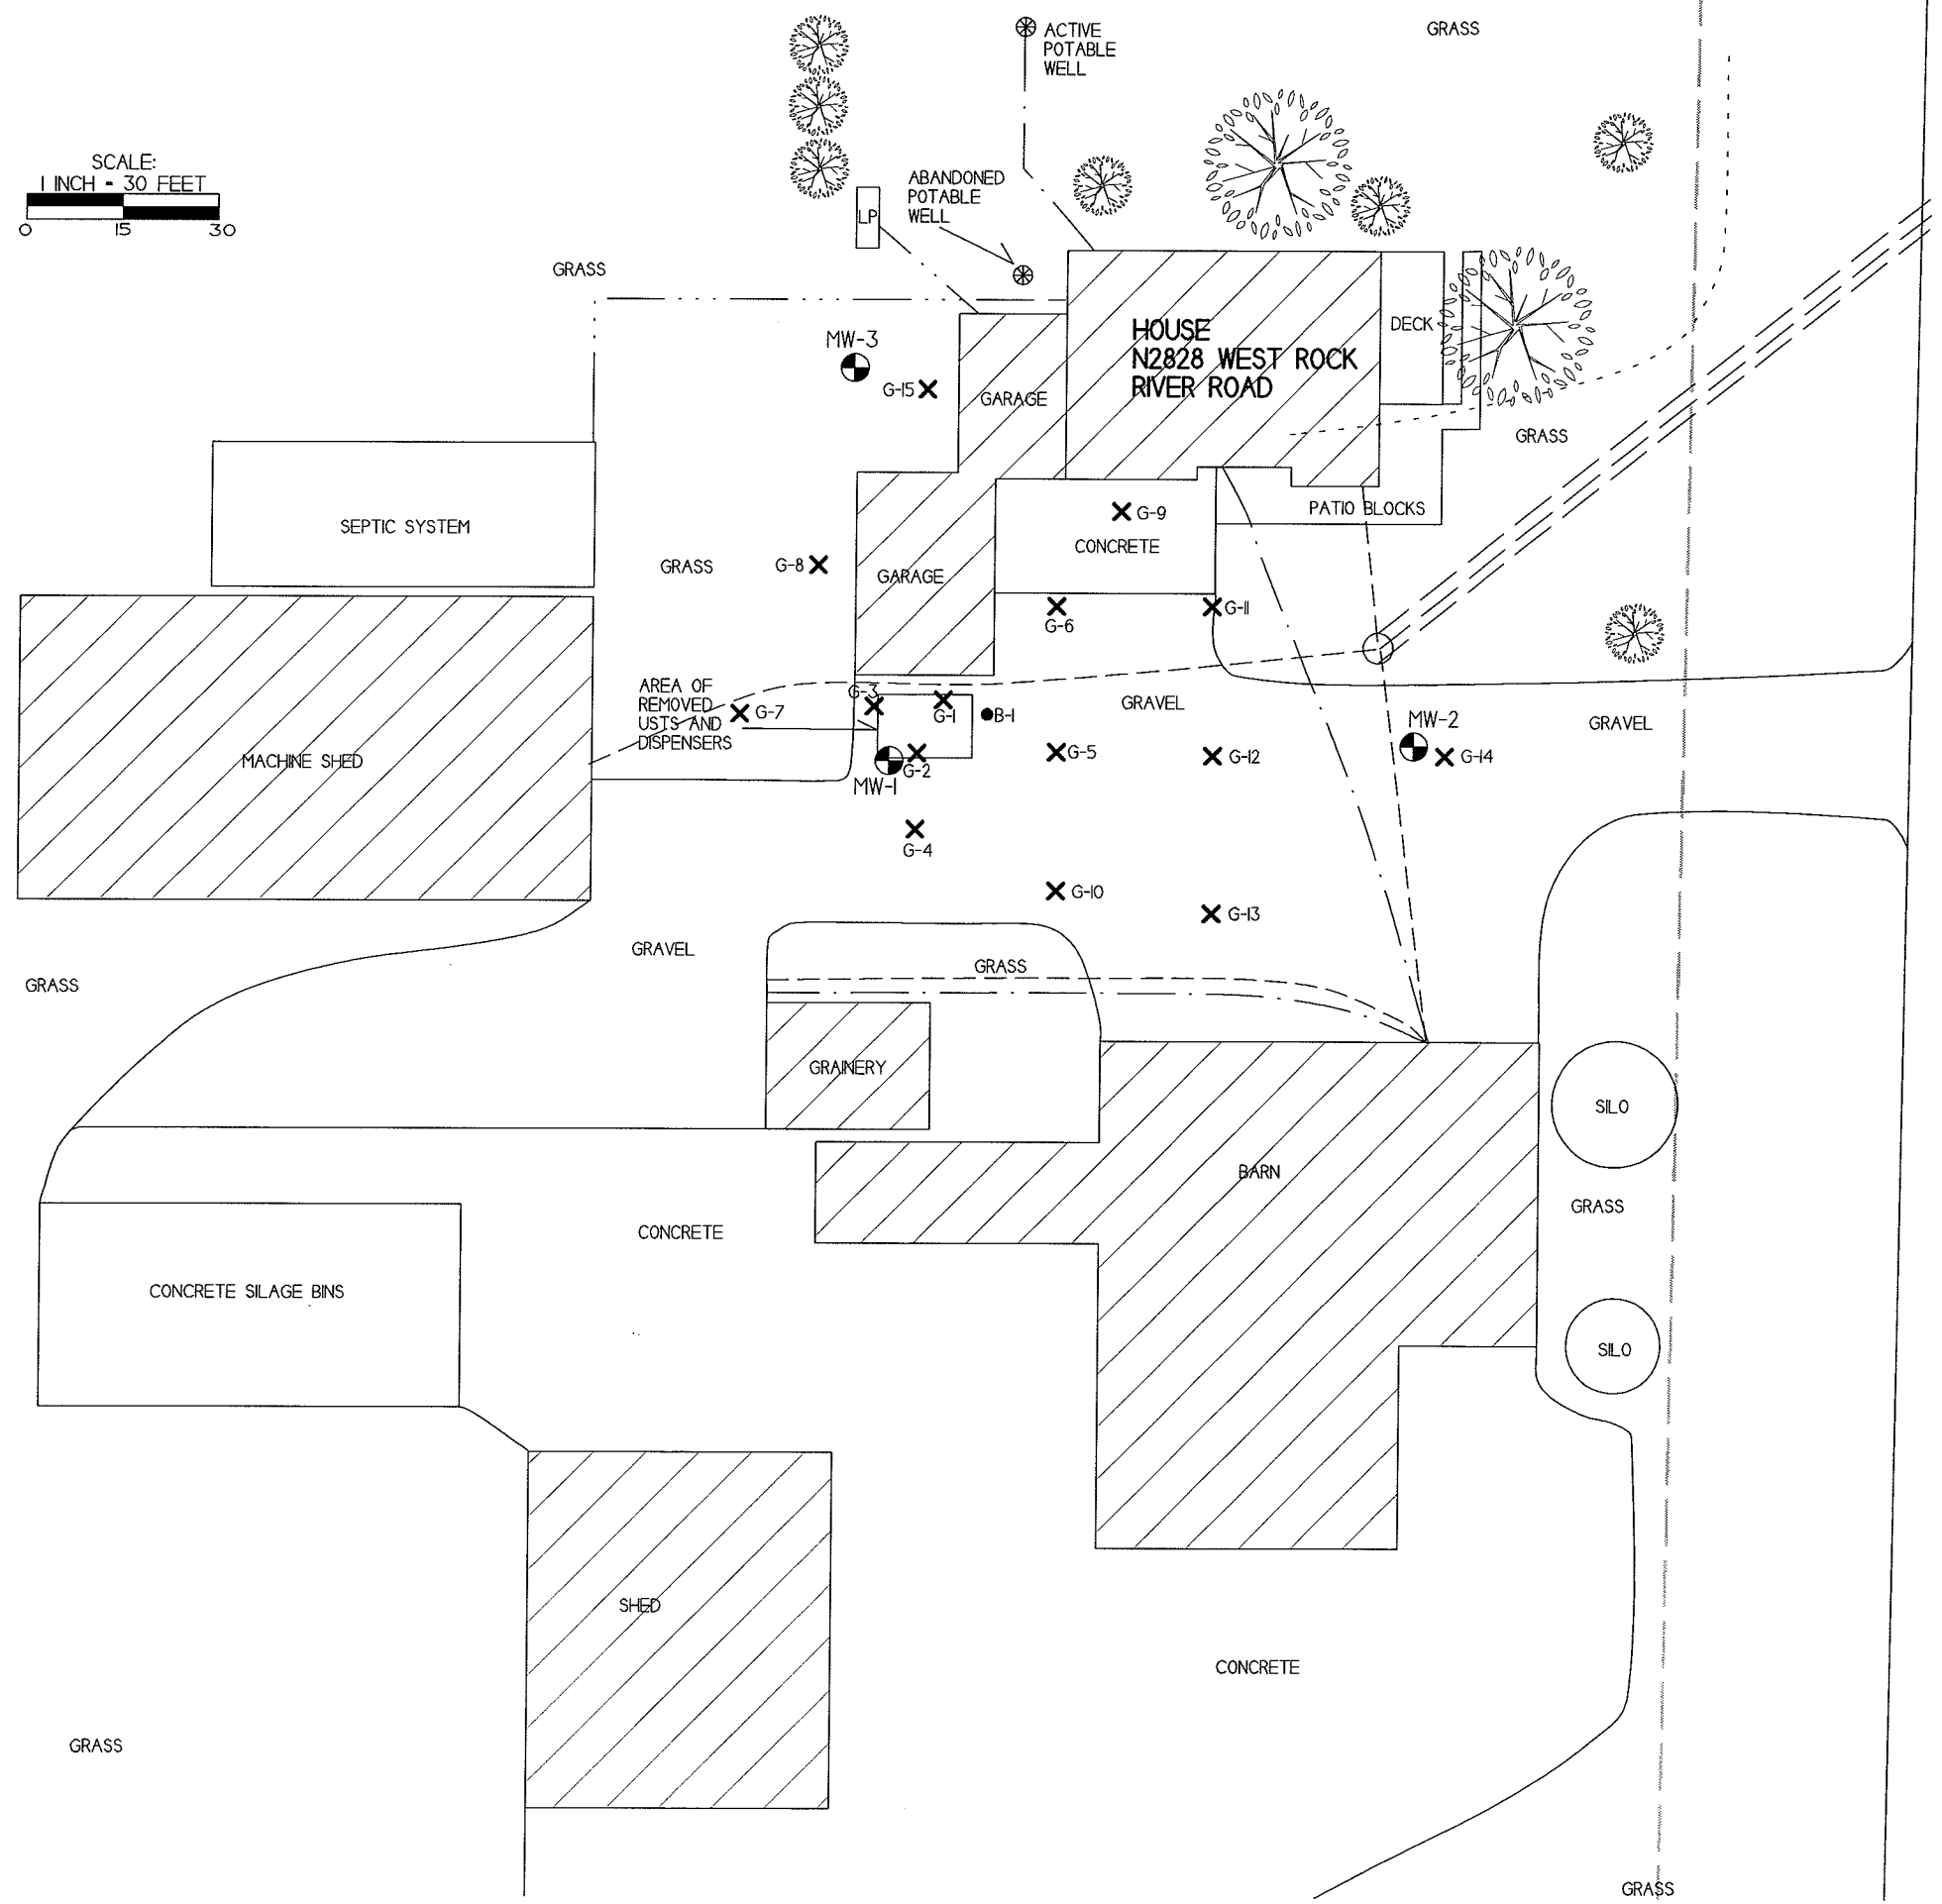 GRASS
ACTIVE
POTABLE
WELL
SCALE:
1 INCH = 30 FEET
0 15 30
ABANDONED
POTABLE
WELL
LP
GRASS
HOUSE
N2828 WEST ROCK
RIVER ROAD
DECK
MW-3
G-15
GARAGE
GRASS
SEPTIC SYSTEM
PATIO BLOCKS
G-9
CONCRETE
G-8
GRASS
GARAGE
G-6
G-11
AREA OF
REMOVED
USTS AND
DISPENSERS
G-7
G-3
G-1
B-1
GRAVEL
MW-2
GRAVEL
G-14
MACHINE SHED
G-2
MW-1
G-5
G-12
G-4
G-10
G-13
GRAVEL
GRASS
GRASS
GRAINERY
SILO
BARN
GRASS
CONCRETE
CONCRETE SILAGE BINS
SILO
SHED
CONCRETE
GRASS
GRASS